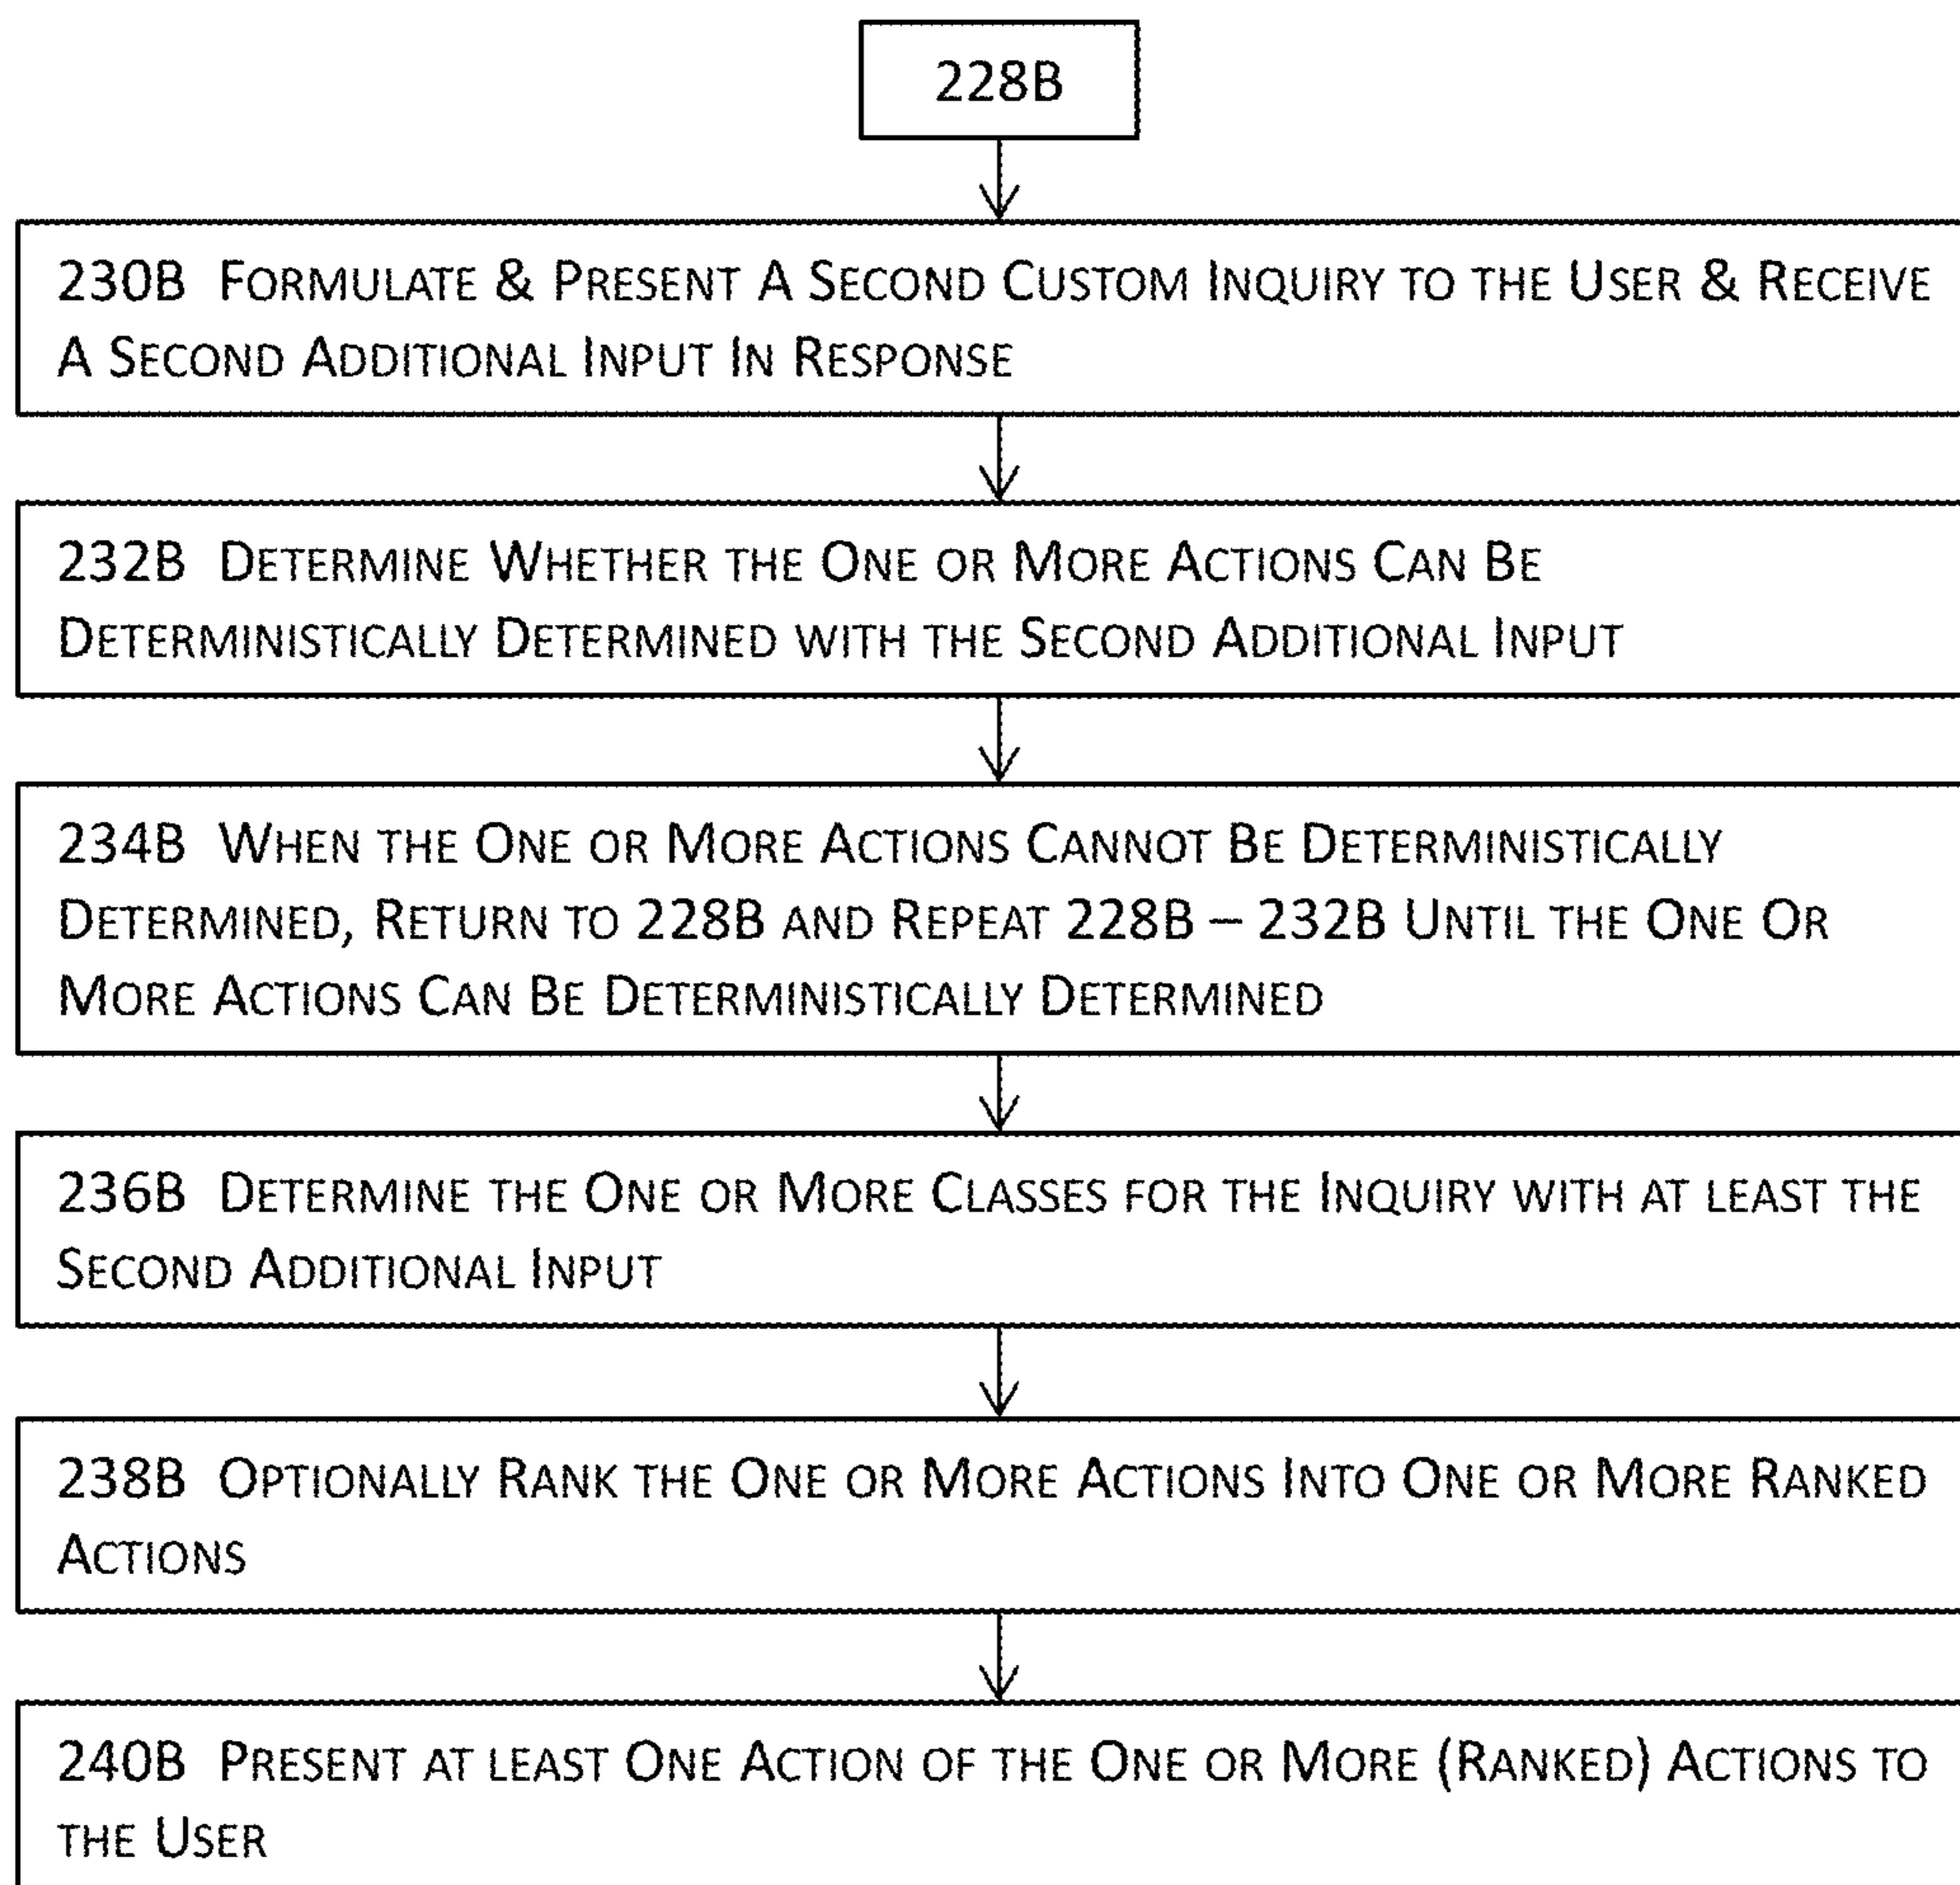 228B
230B Formulate & Present A Second Custom Inquiry to the User & Receive
A Second Additional Input In Response
232B Determine Whether the One or More Actions Can Be
Deterministically Determined with the Second Additional Input
234B When the One or More Actions Cannot Be Deterministically
Determined, Return to 228B and Repeat 228B – 232B Until the One Or
More Actions Can Be Deterministically Determined
236B Determine the One or More Classes for the Inquiry with at least the
Second Additional Input
238B Optionally Rank the One or More Actions Into One or More Ranked
Actions
240B Present at least One Action of the One or More (Ranked) Actions to
the User